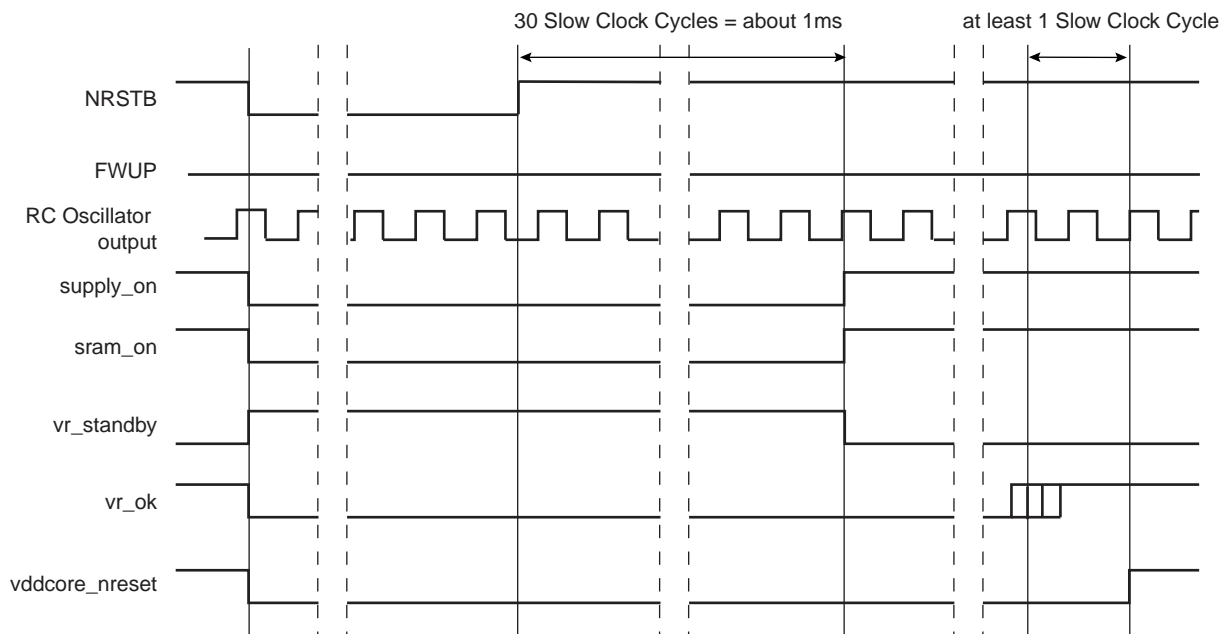 30 Slow Clock Cycles = about 1ms
at least 1 Slow Clock Cycle
NRSTB
FWUP
RC Oscillator
output
supply_on
sram_on
vr_standby
vr_ok
vddcore_nreset